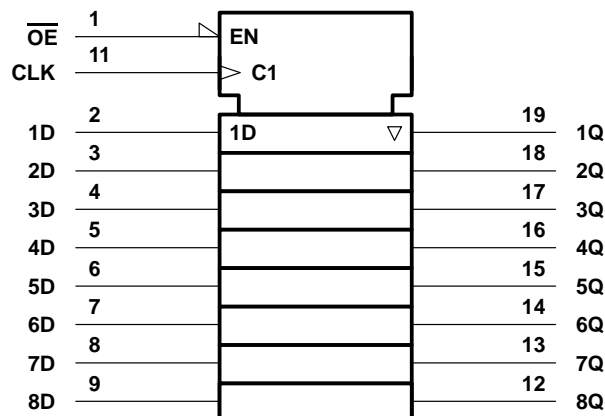 OE 1 EN
CLK 11 C1
1D 2 1D 19 1Q
2D 3 18 2Q
3D 4 17 3Q
4D 5 16 4Q
5D 6 15 5Q
6D 7 14 6Q
7D 8 13 7Q
8D 9 12 8Q